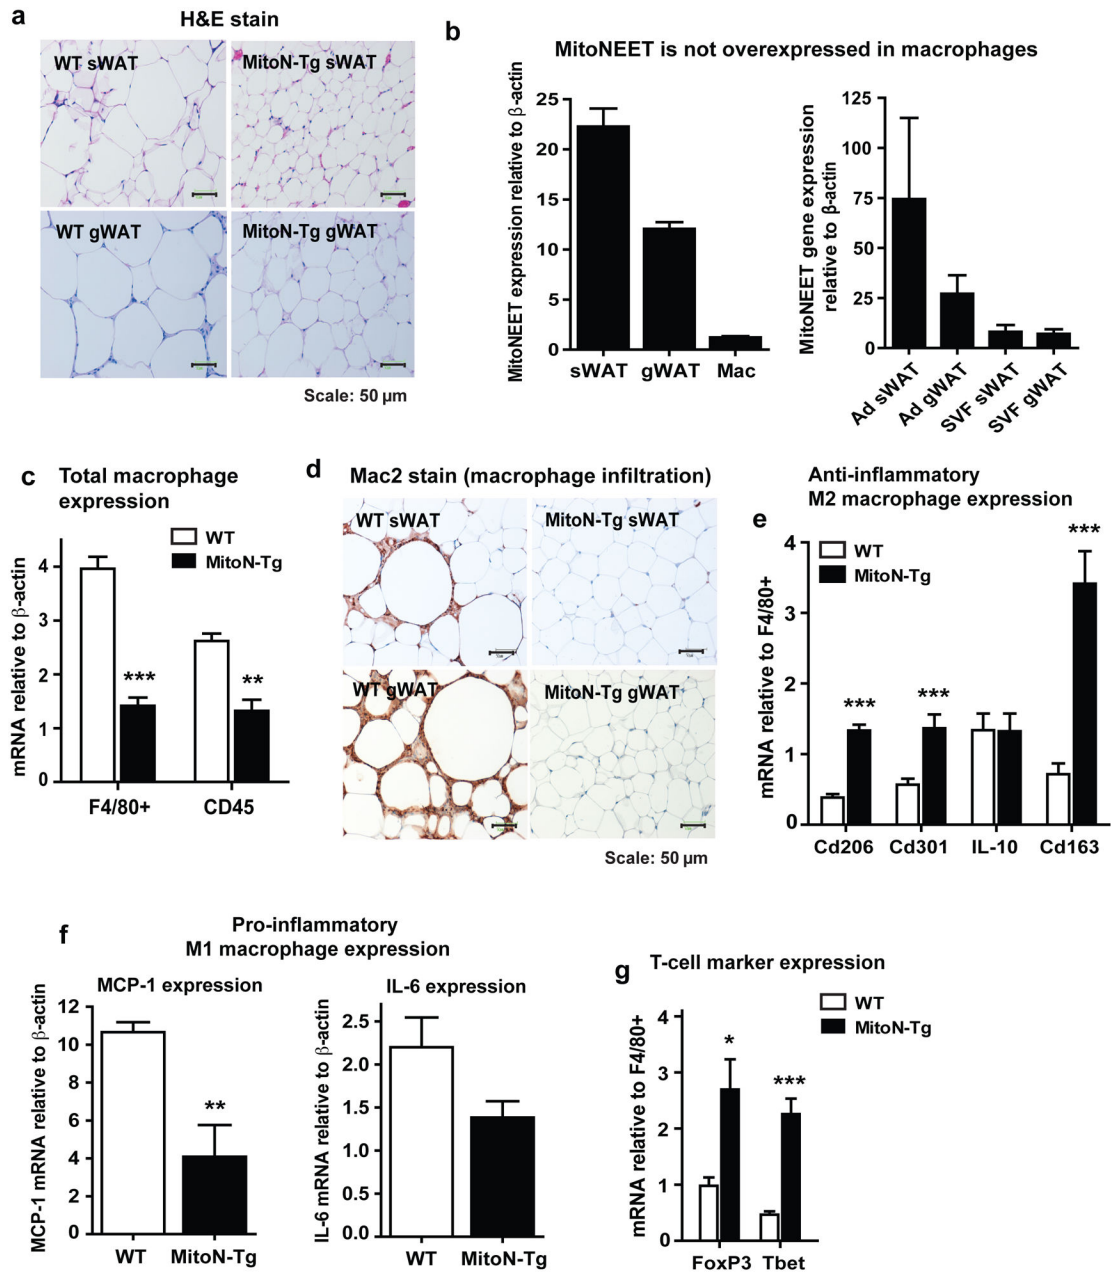 a
H&E stain
WT sWAT
MitoN-Tg sWAT
WT gWAT
MitoN-Tg gWAT
Scale: 50 µm
b
MitoNEET is not overexpressed in macrophages
MitoNEET expression relative to β-actin
25
20
15
10
5
0
sWAT gWAT Mac
MitoNEET gene expression
relative to β-actin
125
100
75
50
25
0
Ad sWAT
Ad gWAT
SVF sWAT
SVF gWAT
c
Total macrophage
expression
WT
MitoN-Tg
mRNA relative to β-actin
4
3
2
1
0
***
**
F4/80+ CD45
d
Mac2 stain (macrophage infiltration)
WT sWAT
MitoN-Tg sWAT
WT gWAT
MitoN-Tg gWAT
Scale: 50 µm
Anti-inflammatory
M2 macrophage expression
e
WT
MitoN-Tg
mRNA relative to F4/80+
4
3
2
1
0
***
***
***
Cd206 Cd301 IL-10 Cd163
f
Pro-inflammatory
M1 macrophage expression
MCP-1 expression
MCP-1 mRNA relative to β-actin
12
10
8
6
4
2
0
**
WT MitoN-Tg
IL-6 expression
IL-6 mRNA relative to β-actin
2.5
2.0
1.5
1.0
0.5
0.0
WT MitoN-Tg
g
T-cell marker expression
WT
MitoN-Tg
mRNA relative to F4/80+
4
3
2
1
0
*
***
FoxP3 Tbet